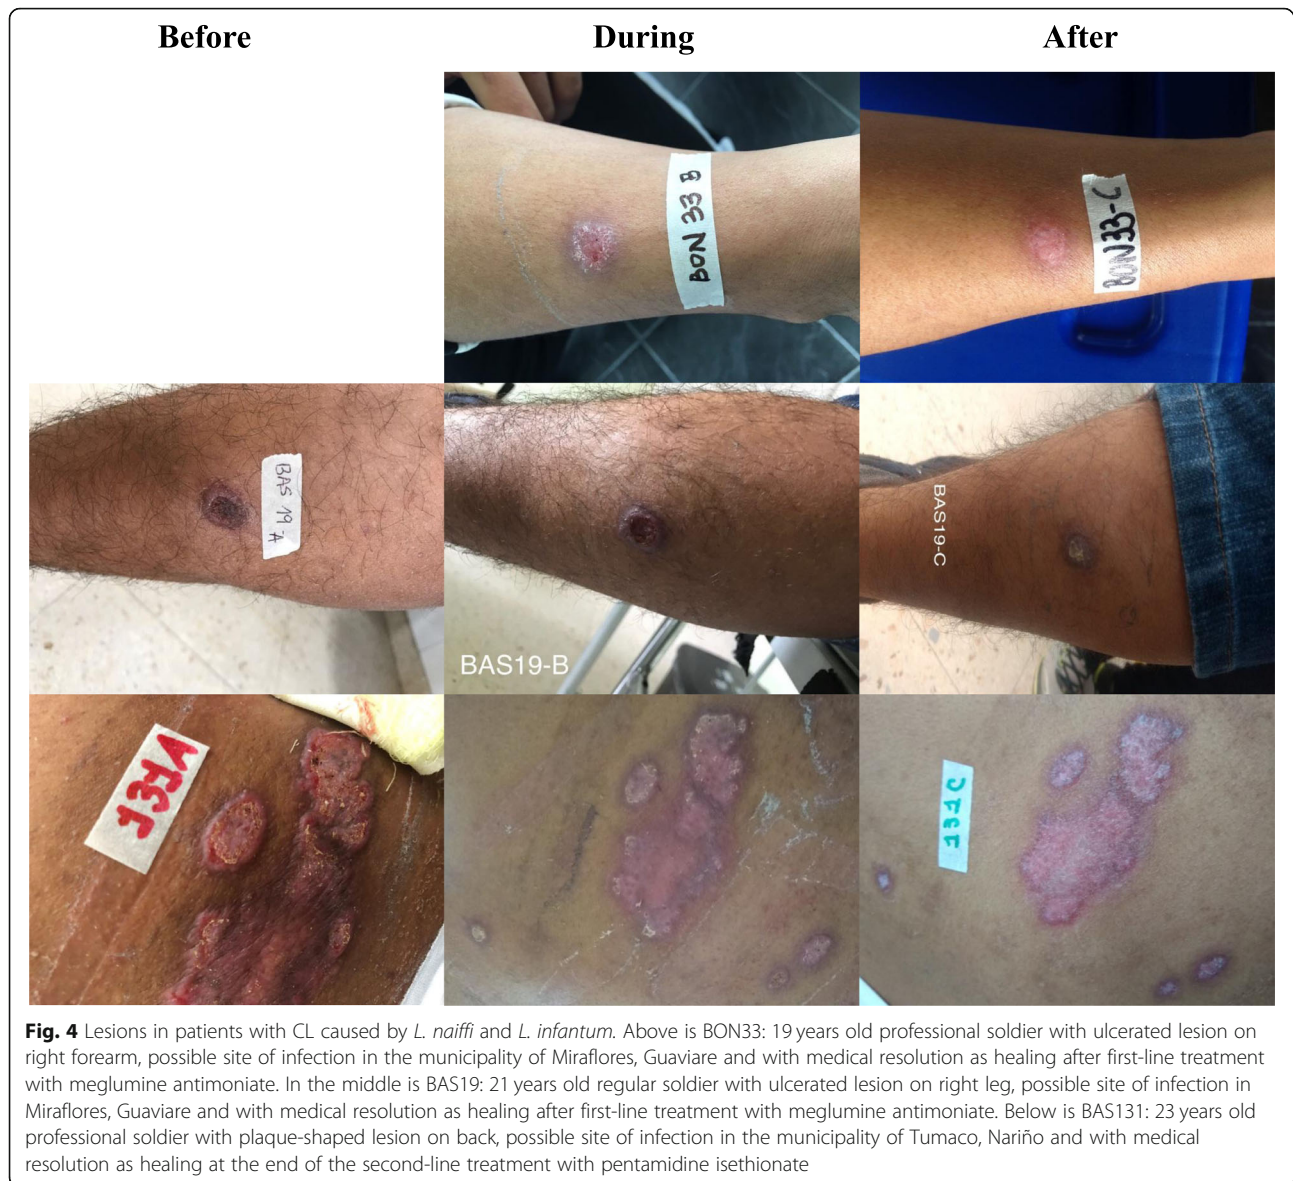 Before During After
BON 33 B
BON33-C
BAS 19-A
BAS19-B
BAS19-C
131A
131C
Fig. 4 Lesions in patients with CL caused by L. naiffi and L. infantum. Above is BON33: 19 years old professional soldier with ulcerated lesion on
right forearm, possible site of infection in the municipality of Miraflores, Guaviare and with medical resolution as healing after first-line treatment
with meglumine antimoniate. In the middle is BAS19: 21 years old regular soldier with ulcerated lesion on right leg, possible site of infection in
Miraflores, Guaviare and with medical resolution as healing after first-line treatment with meglumine antimoniate. Below is BAS131: 23 years old
professional soldier with plaque-shaped lesion on back, possible site of infection in the municipality of Tumaco, Nariño and with medical
resolution as healing at the end of the second-line treatment with pentamidine isethionate